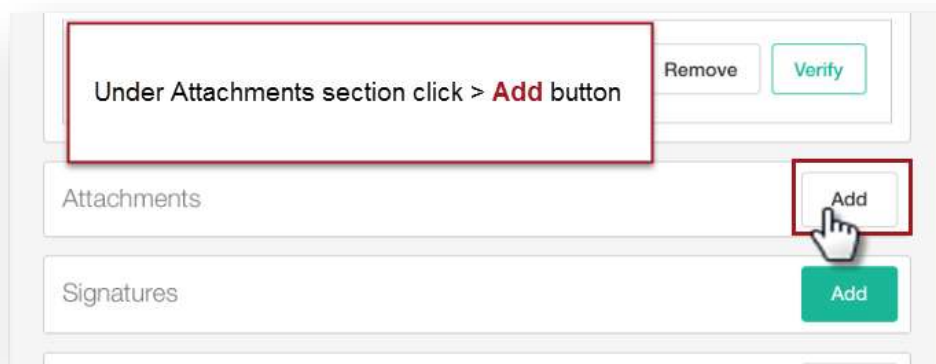 Remove Verify
Under Attachments section click > Add button
Attachments Add
Signatures Add